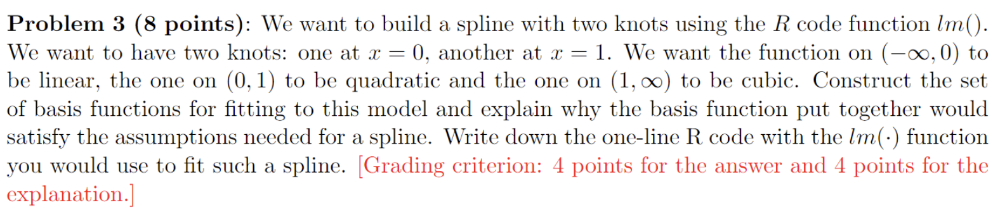 Problem 3 (8 points): We want to build a spline with two knots using the R code function lm().
We want to have two knots: one at x = 0, another at x = 1. We want the function on (−∞, 0) to
be linear, the one on (0, 1) to be quadratic and the one on (1, ∞) to be cubic. Construct the set
of basis functions for fitting to this model and explain why the basis function put together would
satisfy the assumptions needed for a spline. Write down the one-line R code with the lm(·) function
you would use to fit such a spline. [Grading criterion: 4 points for the answer and 4 points for the
explanation.]